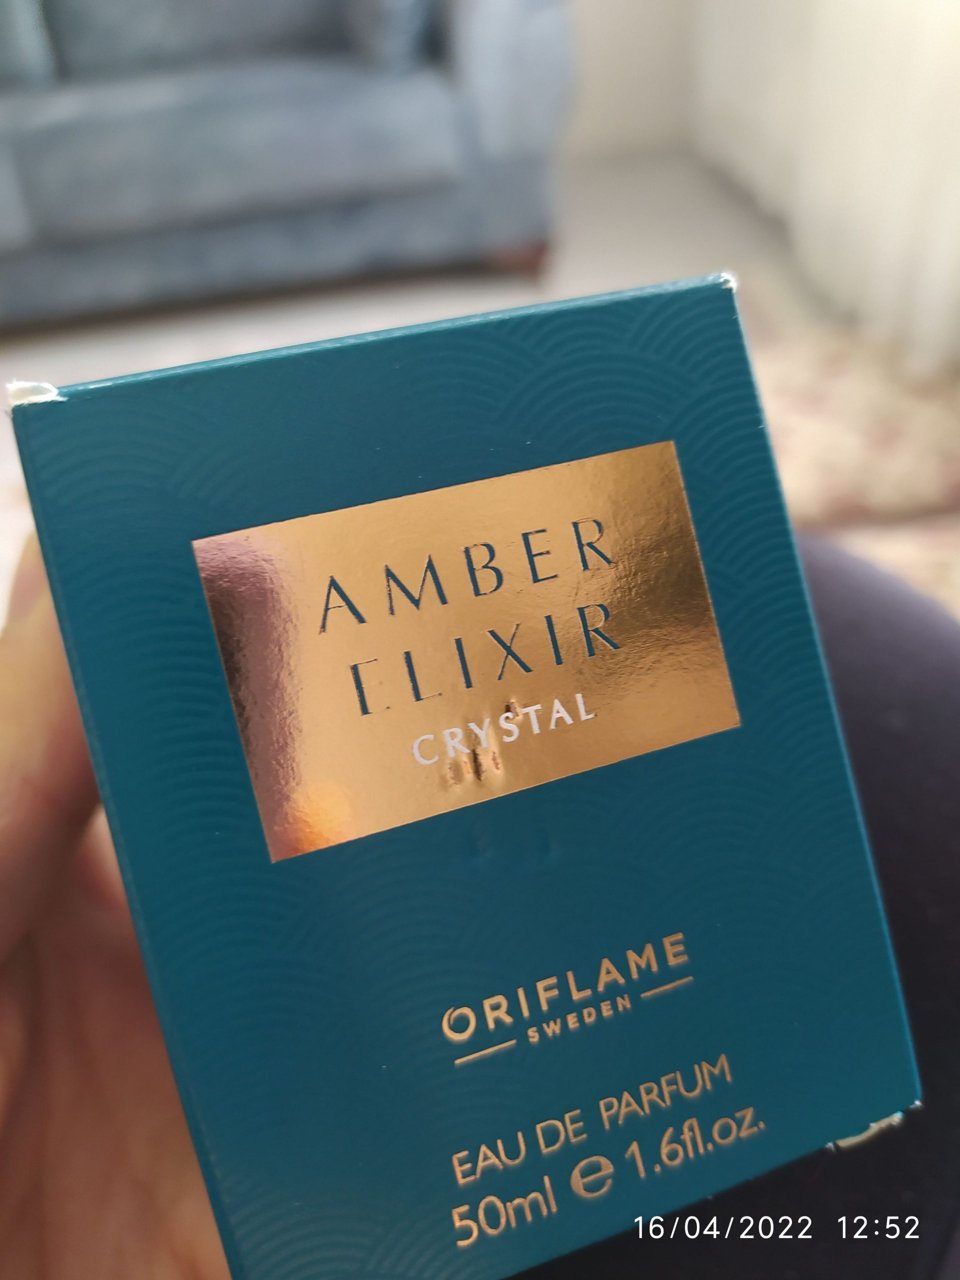 AMBER
ELIXIR
CRYSTAL
ORIFLAME
SWEDEN
EAU DE PARFUM
50ml e 1.6fl.oz.
16/04/2022 12:52